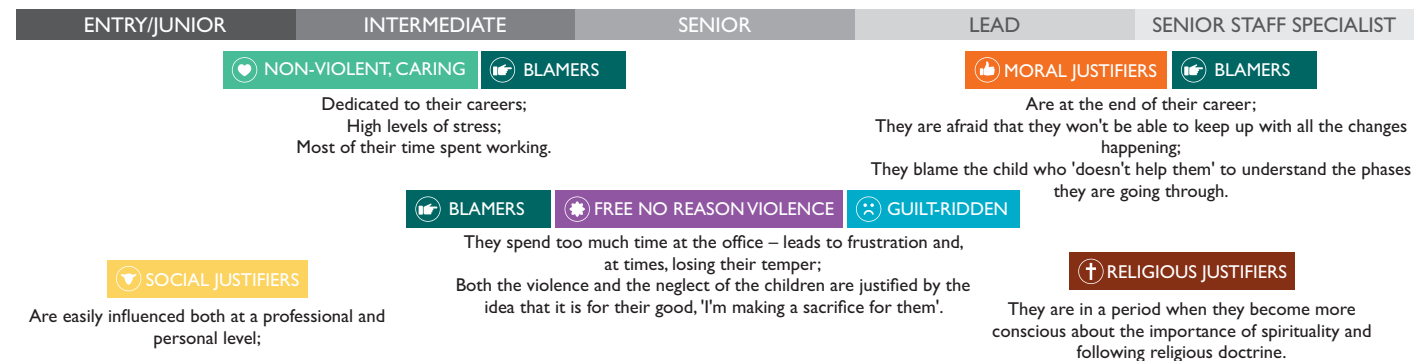 ENTRY/JUNIOR INTERMEDIATE SENIOR LEAD SENIOR STAFF SPECIALIST
NON-VIOLENT, CARING BLAMERS
Dedicated to their careers;
High levels of stress;
Most of their time spent working.
MORAL JUSTIFIERS BLAMERS
Are at the end of their career;
They are afraid that they won't be able to keep up with all the changes
happening;
They blame the child who 'doesn't help them' to understand the phases
they are going through.
BLAMERS FREE NO REASON VIOLENCE GUILT-RIDDEN
They spend too much time at the office – leads to frustration and,
at times, losing their temper;
Both the violence and the neglect of the children are justified by the
idea that it is for their good, 'I'm making a sacrifice for them'.
SOCIAL JUSTIFIERS
Are easily influenced both at a professional and
personal level;
RELIGIOUS JUSTIFIERS
They are in a period when they become more
conscious about the importance of spirituality and
following religious doctrine.